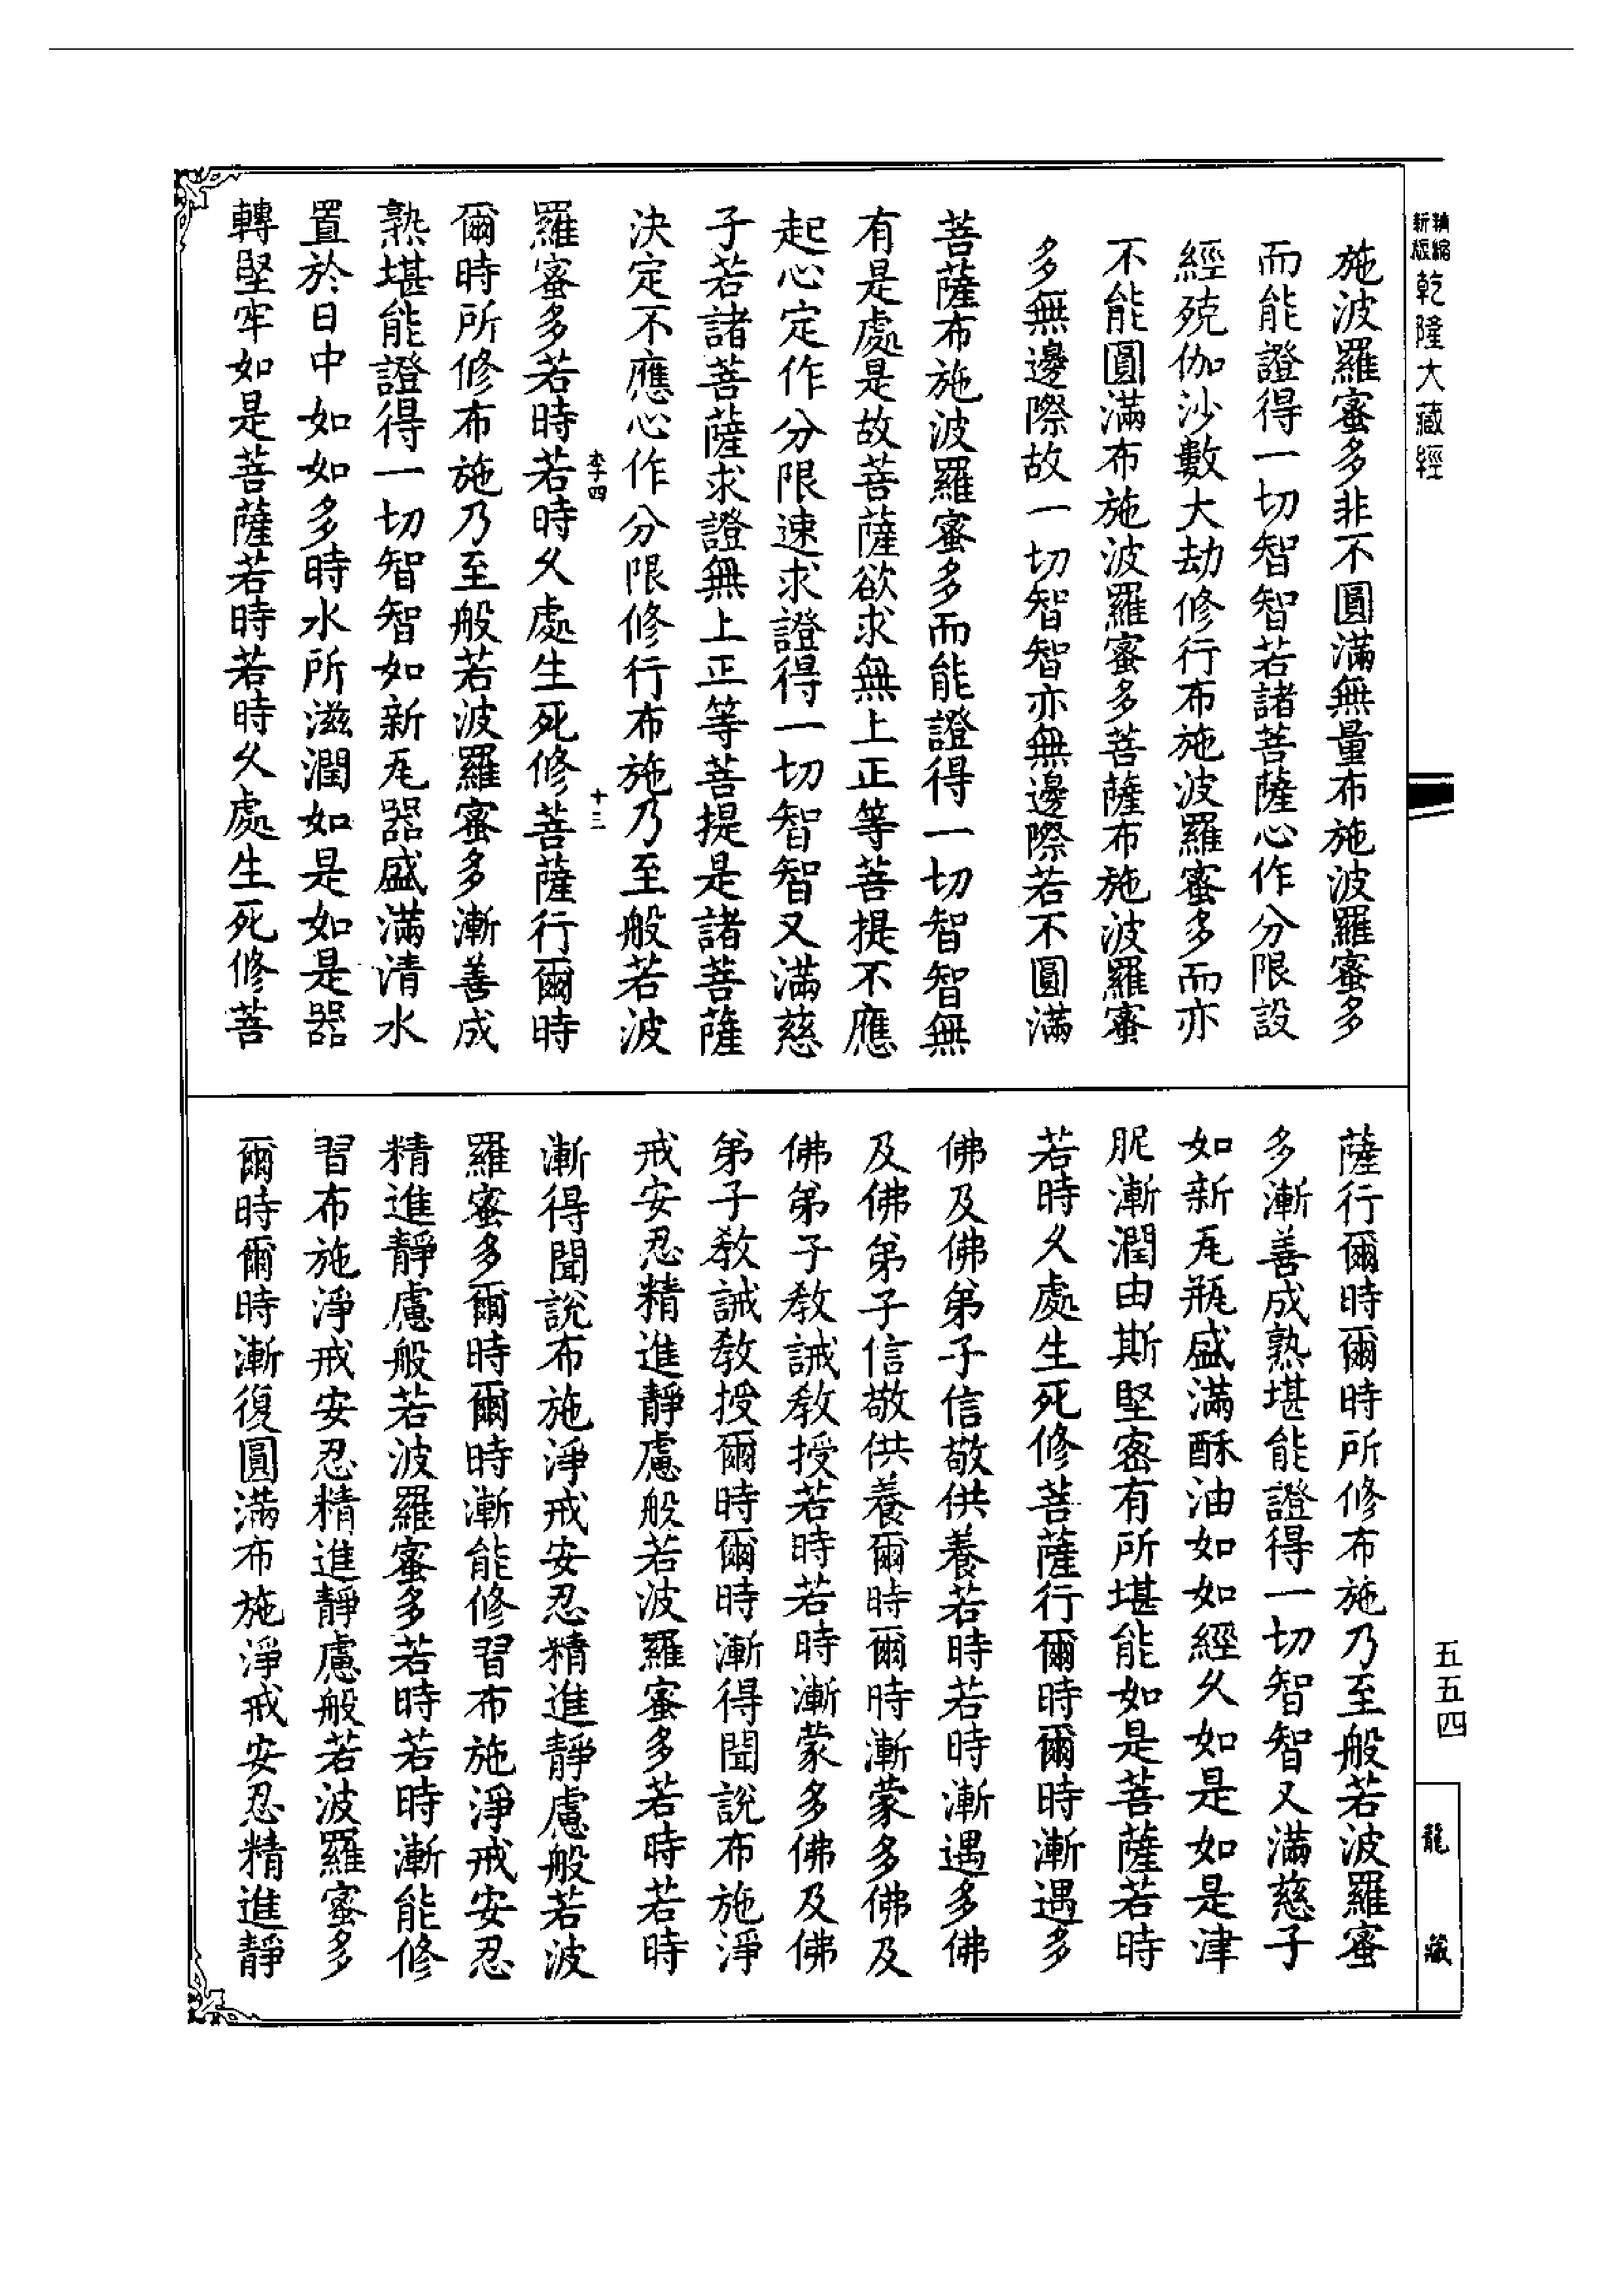 新版精縮乾隆大藏經
施波羅蜜多非不圓滿無量布施波羅蜜多
而能證得一切智智若諸菩薩心作分限設
經殑伽沙數大劫修行布施波羅蜜多而亦
不能圓滿布施波羅蜜多菩薩布施波羅蜜
多無邊際故一切智智亦無邊際若不圓滿
菩薩布施波羅蜜多而能證得一切智智無
有是處是故菩薩欲求無上正等菩提不應
起心定作分限速求證得一切智智又滿慈
子若諸菩薩求證無上正等菩提是諸菩薩
決定不應心作分限修行布施乃至般若波
李四 十三
羅蜜多若時若時久處生死修菩薩行爾時
爾時所修布施乃至般若波羅蜜多漸善成
熟堪能證得一切智智如新瓦器盛滿清水
置於日中如如多時水所滋潤如是如是器
轉堅牢如是菩薩若時若時久處生死修菩
薩行爾時爾時所修布施乃至般若波羅蜜
多漸善成熟堪能證得一切智智又滿慈子
如新瓦瓶盛滿酥油如如經久如是如是津
膩漸潤由斯堅密有所堪能如是菩薩若時
若時久處生死修菩薩行爾時爾時漸遇多
佛及佛弟子信敬供養若時若時漸遇多佛
及佛弟子信敬供養爾時爾時漸蒙多佛及
佛弟子教誡教授若時若時漸蒙多佛及佛
弟子教誡教授爾時爾時漸得聞說布施淨
戒安忍精進靜慮般若波羅蜜多若時若時
漸得聞說布施淨戒安忍精進靜慮般若波
羅蜜多爾時爾時漸能修習布施淨戒安忍
精進靜慮般若波羅蜜多若時若時漸能修
習布施淨戒安忍精進靜慮般若波羅蜜多
爾時爾時漸復圓滿布施淨戒安忍精進靜
五五四
龍藏